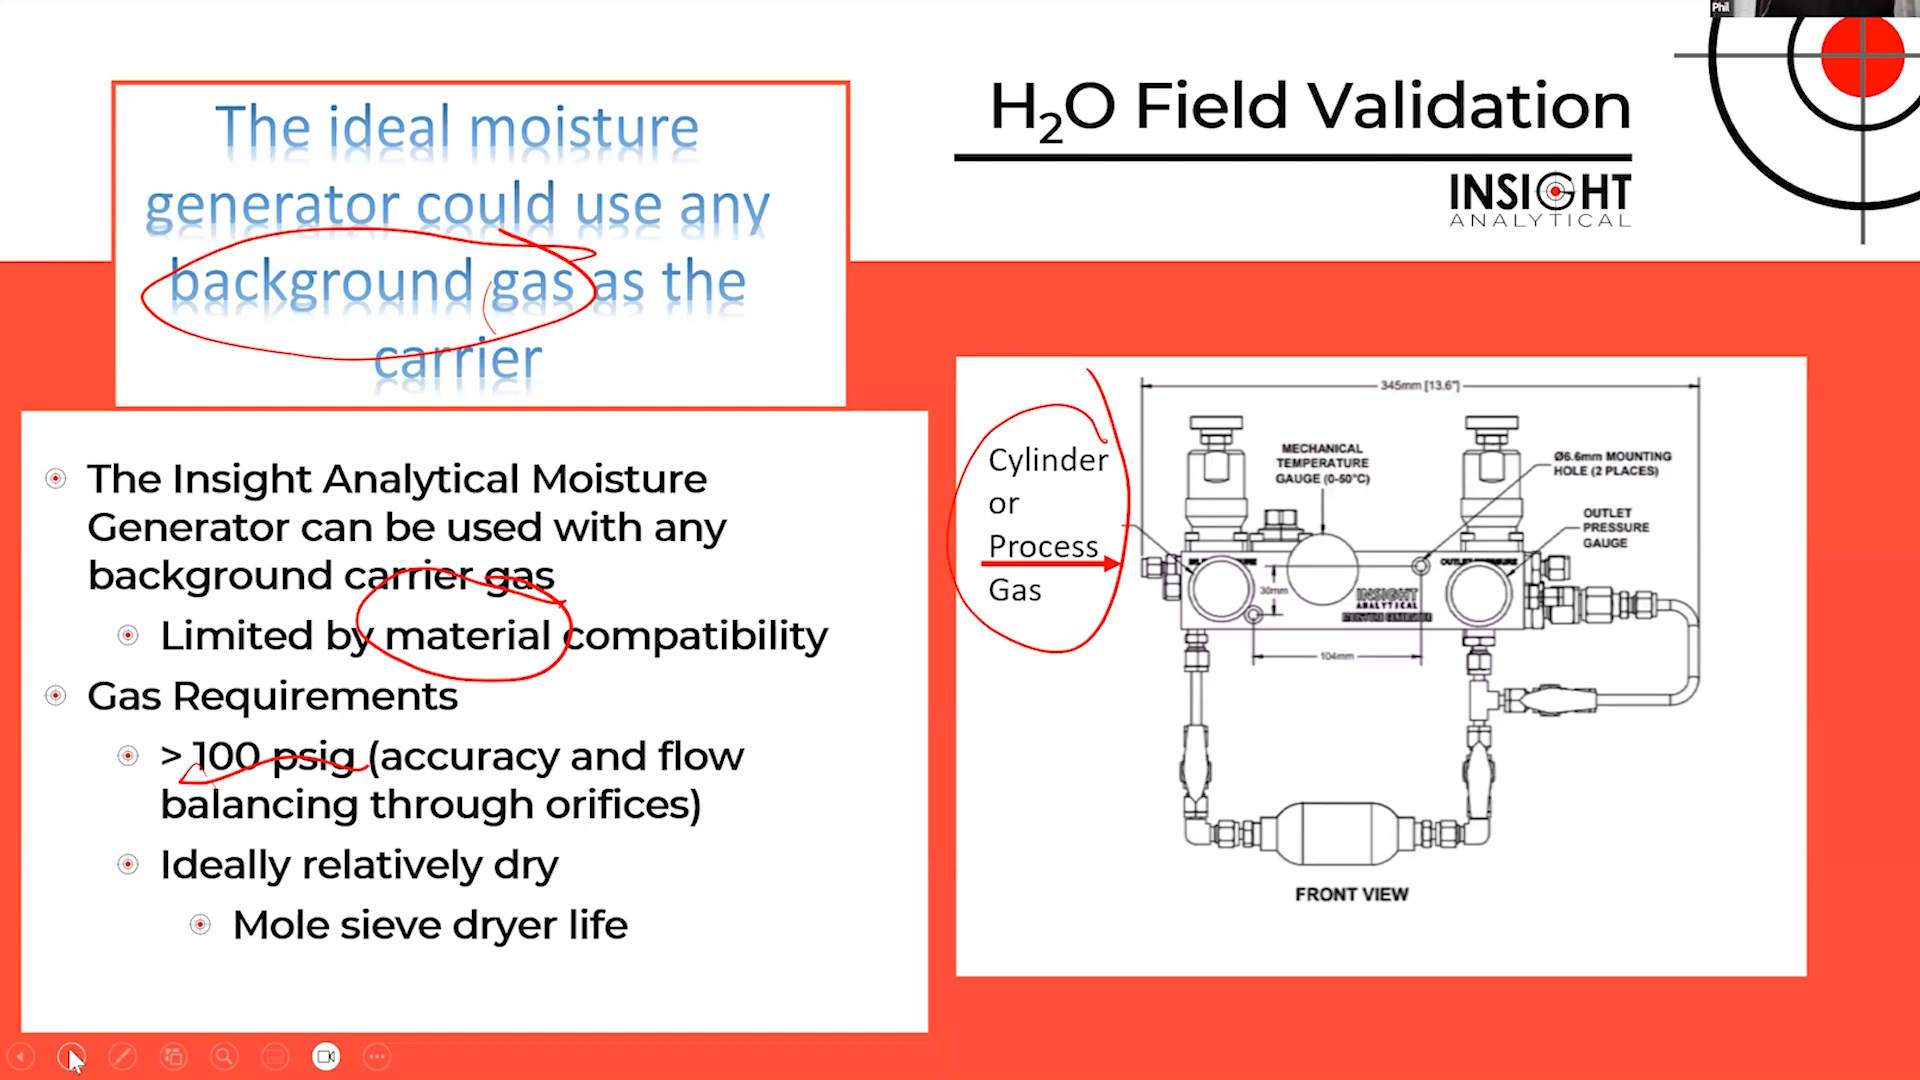 Phil
H2O Field Validation
INSIGHT
ANALYTICAL
The ideal moisture
generator could use any
background gas as the
carrier
The Insight Analytical Moisture
Generator can be used with any
background carrier gas
Limited by material compatibility
Gas Requirements
> 100 psig (accuracy and flow
balancing through orifices)
Ideally relatively dry
Mole sieve dryer life
Cylinder
or
Process
Gas
345mm [13.6"]
MECHANICAL
TEMPERATURE
GAUGE (0-50°C)
Ø6.6mm MOUNTING
HOLE (2 PLACES)
OUTLET
PRESSURE
GAUGE
30mm
INSIGHT
ANALYTICAL
MOISTURE GENERATOR
104mm
FRONT VIEW